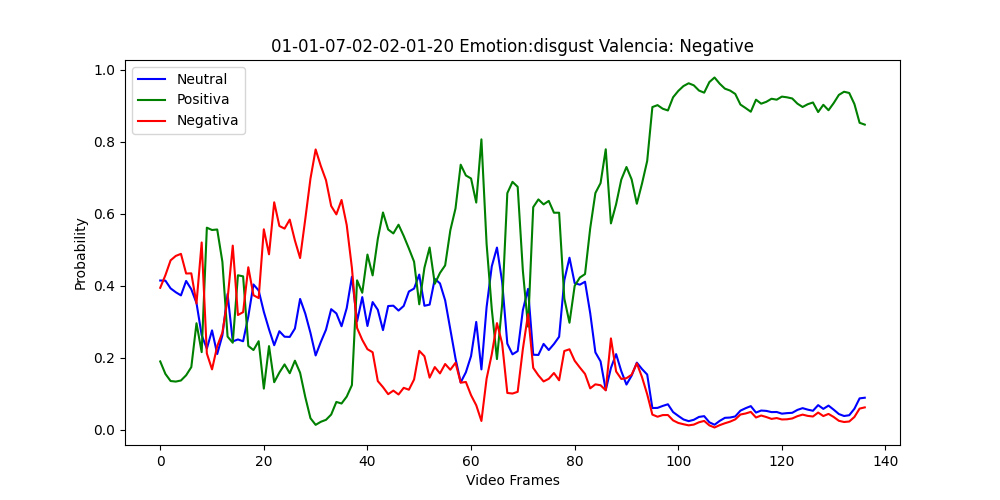 01-01-07-02-02-01-20 Emotion:disgust Valencia: Negative
Neutral
Positiva
Negativa
Probability
1.0
0.8
0.6
0.4
0.2
0.0
0 20 40 60 80 100 120 140
Video Frames